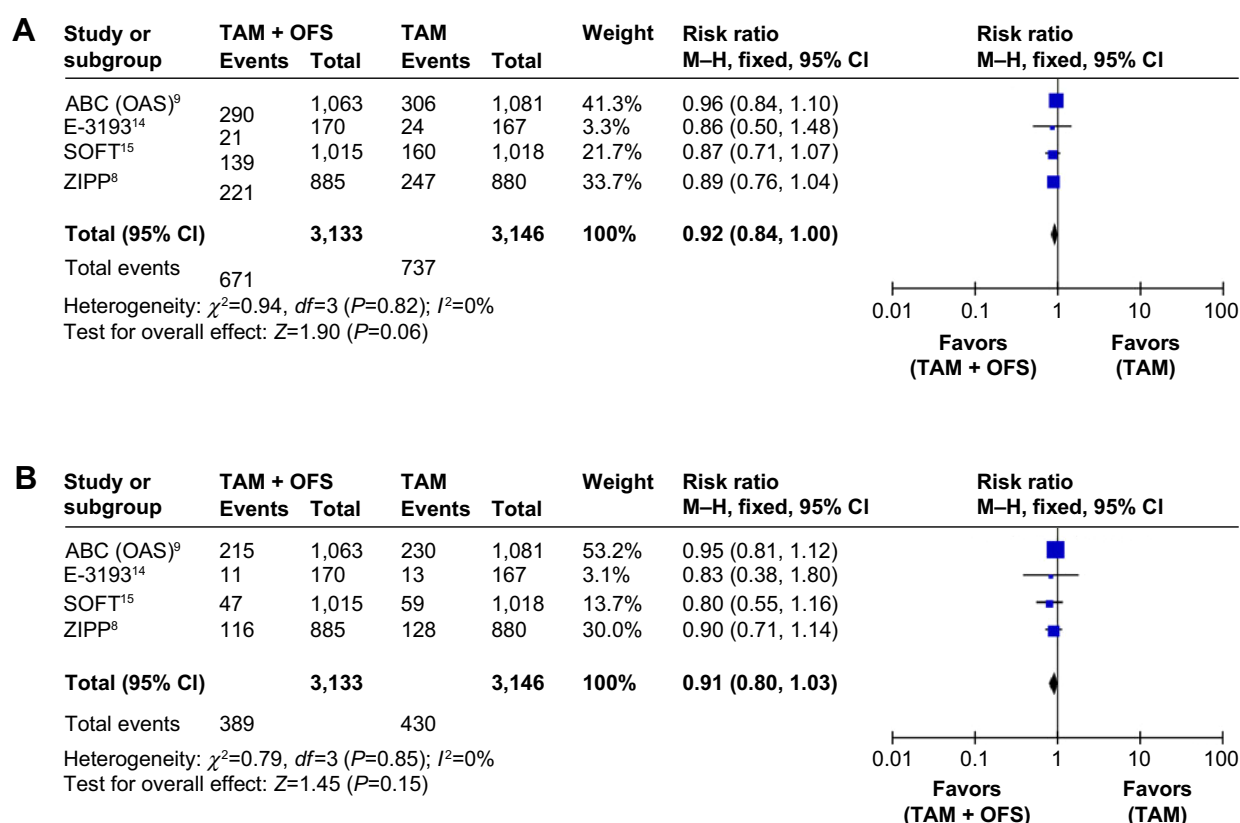 A
Study or subgroup TAM + OFS TAM Weight Risk ratio M–H, fixed, 95% CI Risk ratio M–H, fixed, 95% CI
Events Total Events Total
ABC (OAS)⁹ 290 1,063 306 1,081 41.3% 0.96 (0.84, 1.10)
E-3193¹⁴ 21 170 24 167 3.3% 0.86 (0.50, 1.48)
SOFT¹⁵ 139 1,015 160 1,018 21.7% 0.87 (0.71, 1.07)
ZIPP⁸ 221 885 247 880 33.7% 0.89 (0.76, 1.04)
Total (95% CI) 3,133 3,146 100% 0.92 (0.84, 1.00)
Total events 671 737
Heterogeneity: χ²=0.94, df=3 (P=0.82); I²=0%
Test for overall effect: Z=1.90 (P=0.06)
0.01 0.1 1 10 100
Favors (TAM + OFS) Favors (TAM)
B
Study or subgroup TAM + OFS TAM Weight Risk ratio M–H, fixed, 95% CI Risk ratio M–H, fixed, 95% CI
Events Total Events Total
ABC (OAS)⁹ 215 1,063 230 1,081 53.2% 0.95 (0.81, 1.12)
E-3193¹⁴ 11 170 13 167 3.1% 0.83 (0.38, 1.80)
SOFT¹⁵ 47 1,015 59 1,018 13.7% 0.80 (0.55, 1.16)
ZIPP⁸ 116 885 128 880 30.0% 0.90 (0.71, 1.14)
Total (95% CI) 3,133 3,146 100% 0.91 (0.80, 1.03)
Total events 389 430
Heterogeneity: χ²=0.79, df=3 (P=0.85); I²=0%
Test for overall effect: Z=1.45 (P=0.15)
0.01 0.1 1 10 100
Favors (TAM + OFS) Favors (TAM)